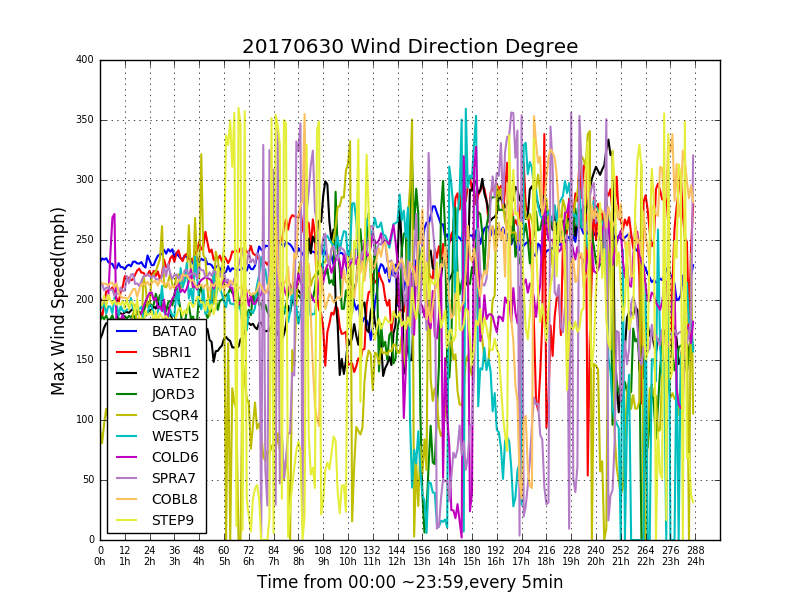 20170630 Wind Direction Degree
400
350
300
250
200
150
100
50
0
Max Wind Speed(mph)
BATA0
SBRI1
WATE2
JORD3
CSQR4
WEST5
COLD6
SPRA7
COBL8
STEP9
0 12 24 36 48 60 72 84 96 108 120 132 144 156 168 180 192 204 216 228 240 252 264 276 288
0h 1h 2h 3h 4h 5h 6h 7h 8h 9h 10h 11h 12h 13h 14h 15h 16h 17h 18h 19h 20h 21h 22h 23h 24h
Time from 00:00 ~23:59,every 5min